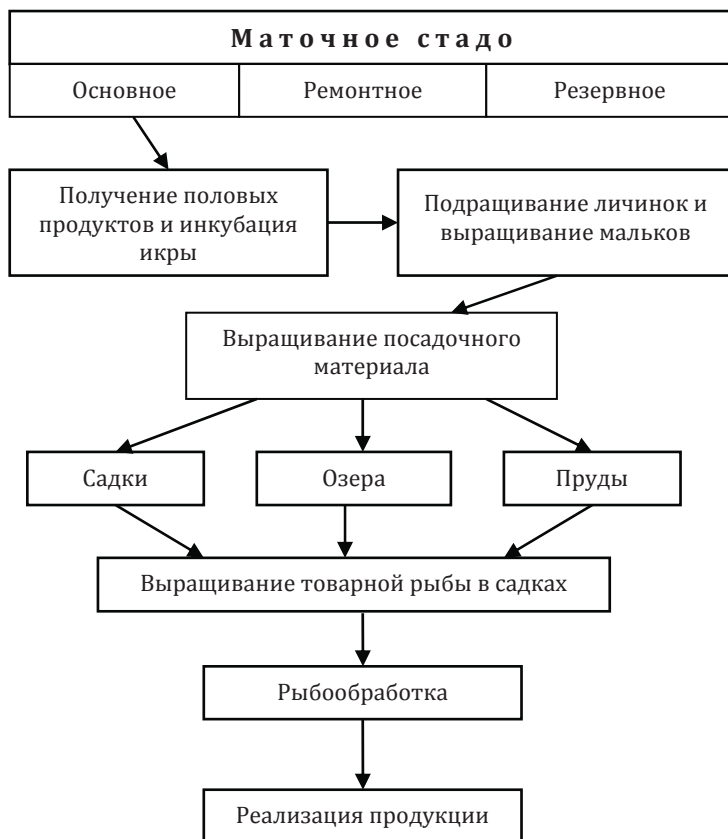 Маточное стадо
Основное Ремонтное Резервное
Получение половых
продуктов и инкубация
икры
Подращивание личинок и
выращивание мальков
Выращивание посадочного
материала
Садки Озера Пруды
Выращивание товарной рыбы в садках
Рыбообработка
Реализация продукции